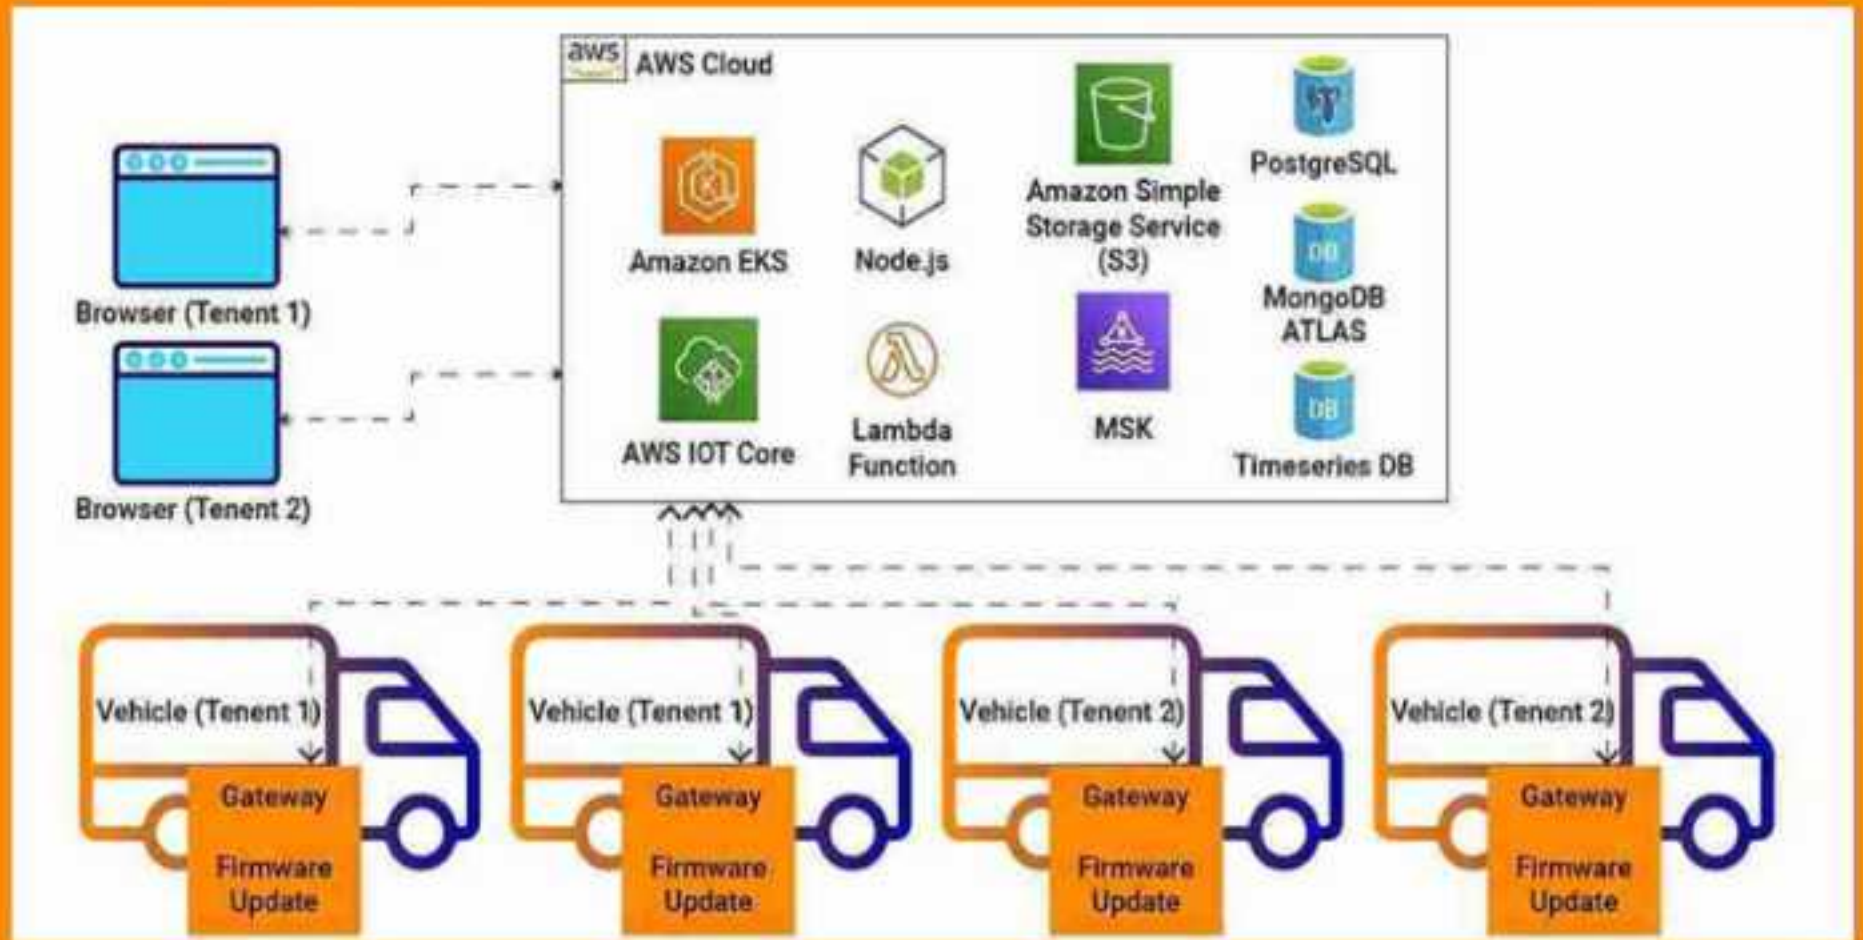 aws
AWS Cloud
Amazon EKS
Node.js
Amazon Simple
Storage Service
(S3)
PostgreSQL
DB
MongoDB
ATLAS
AWS IOT Core
Lambda
Function
MSK
DB
Timeseries DB
Browser (Tenent 1)
Browser (Tenent 2)
Vehicle (Tenent 1)
Gateway
Firmware
Update
Vehicle (Tenent 1)
Gateway
Firmware
Update
Vehicle (Tenent 2)
Gateway
Firmware
Update
Vehicle (Tenent 2)
Gateway
Firmware
Update